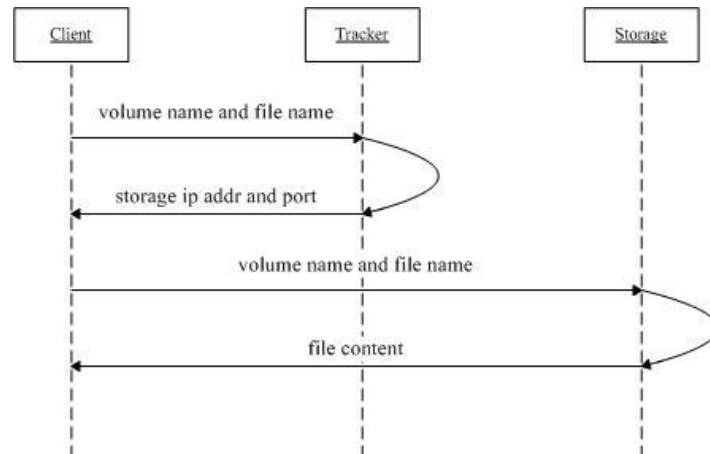 Client
Tracker
Storage
volume name and file name
storage ip addr and port
volume name and file name
file content